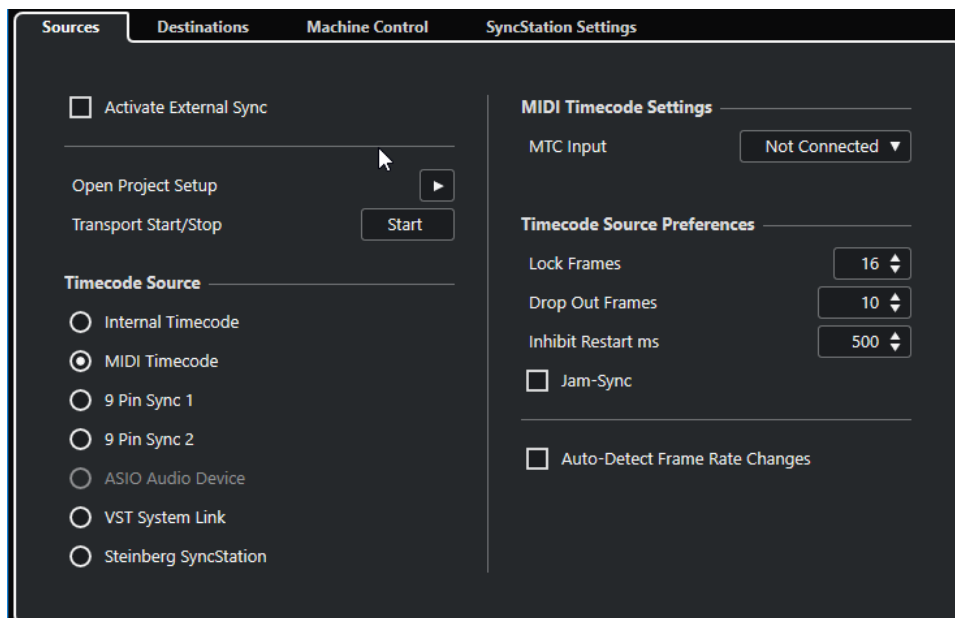 Sources Destinations Machine Control SyncStation Settings
Activate External Sync
Open Project Setup
Transport Start/Stop Start
Timecode Source
Internal Timecode
MIDI Timecode
9 Pin Sync 1
9 Pin Sync 2
ASIO Audio Device
VST System Link
Steinberg SyncStation
MIDI Timecode Settings
MTC Input Not Connected
Timecode Source Preferences
Lock Frames 16
Drop Out Frames 10
Inhibit Restart ms 500
Jam-Sync
Auto-Detect Frame Rate Changes